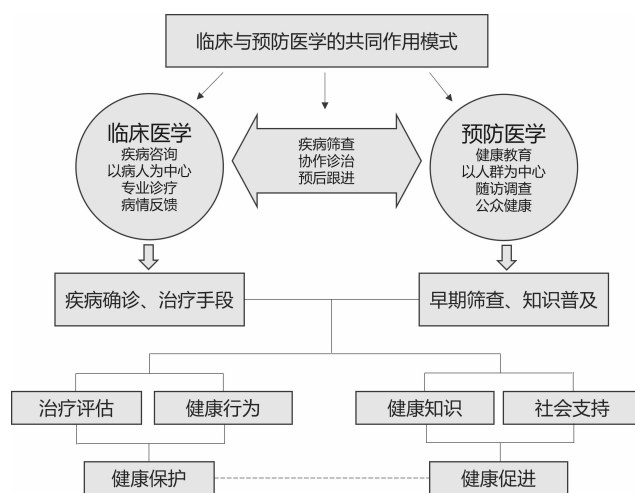 临床与预防医学的共同作用模式
临床医学
疾病咨询
以病人为中心
专业诊疗
病情反馈
疾病筛查
协作诊治
预后跟进
预防医学
健康教育
以人群为中心
随访调查
公众健康
疾病确诊、治疗手段
早期筛查、知识普及
治疗评估
健康行为
健康知识
社会支持
健康保护
健康促进